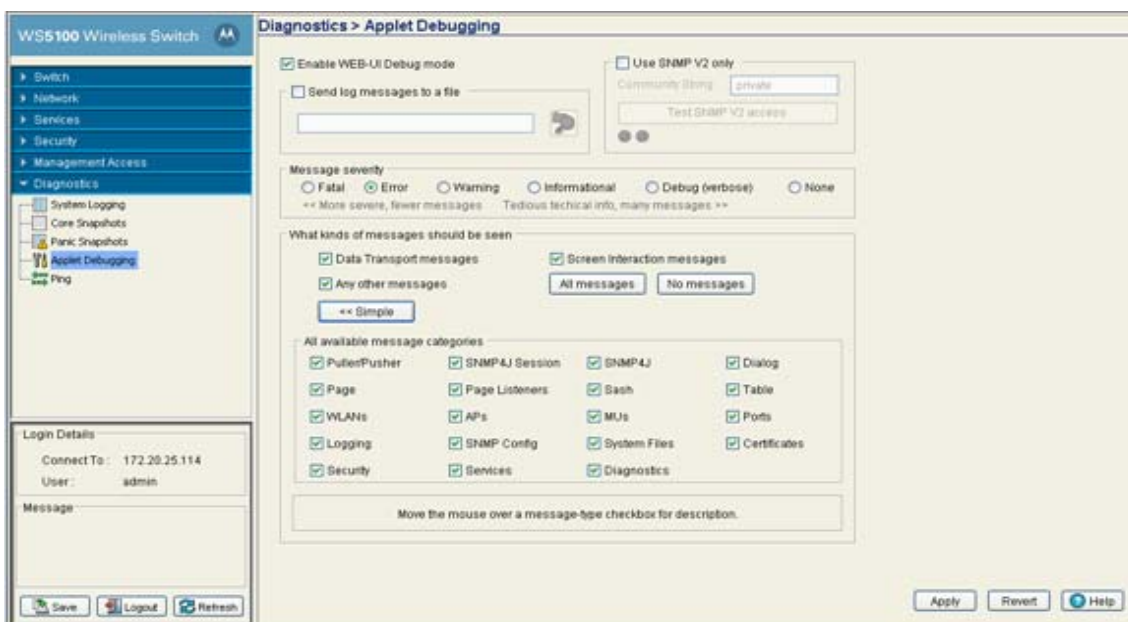 WS5100 Wireless Switch
Switch
Network
Services
Security
Management Access
Diagnostics
System Logging
Core Snapshots
Panic Snapshots
Applet Debugging
Ping
Login Details
Connect To : 172.20.25.114
User : admin
Message
Save Logout Refresh
Diagnostics > Applet Debugging
Enable WEB-UI Debug mode
Send log messages to a file
Use SNMP V2 only
Community String private
Test SNMP V2 access
Message severity
Fatal Error Warning Informational Debug (verbose) None
<< More severe, fewer messages Tedious techical info, many messages >>
What kinds of messages should be seen
Data Transport messages Screen Interaction messages
Any other messages All messages No messages
<< Simple
All available message categories
Puller/Pusher SNMP4J Session SNMP4J Dialog
Page Page Listeners Sash Table
WLANs APs MUs Ports
Logging SNMP Config System Files Certificates
Security Services Diagnostics
Move the mouse over a message-type checkbox for description.
Apply Revert Help